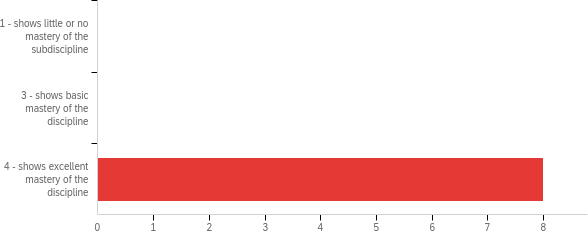 1 - shows little or no
mastery of the
subdiscipline
3 - shows basic
mastery of the
discipline
4 - shows excellent
mastery of the
discipline
0 1 2 3 4 5 6 7 8